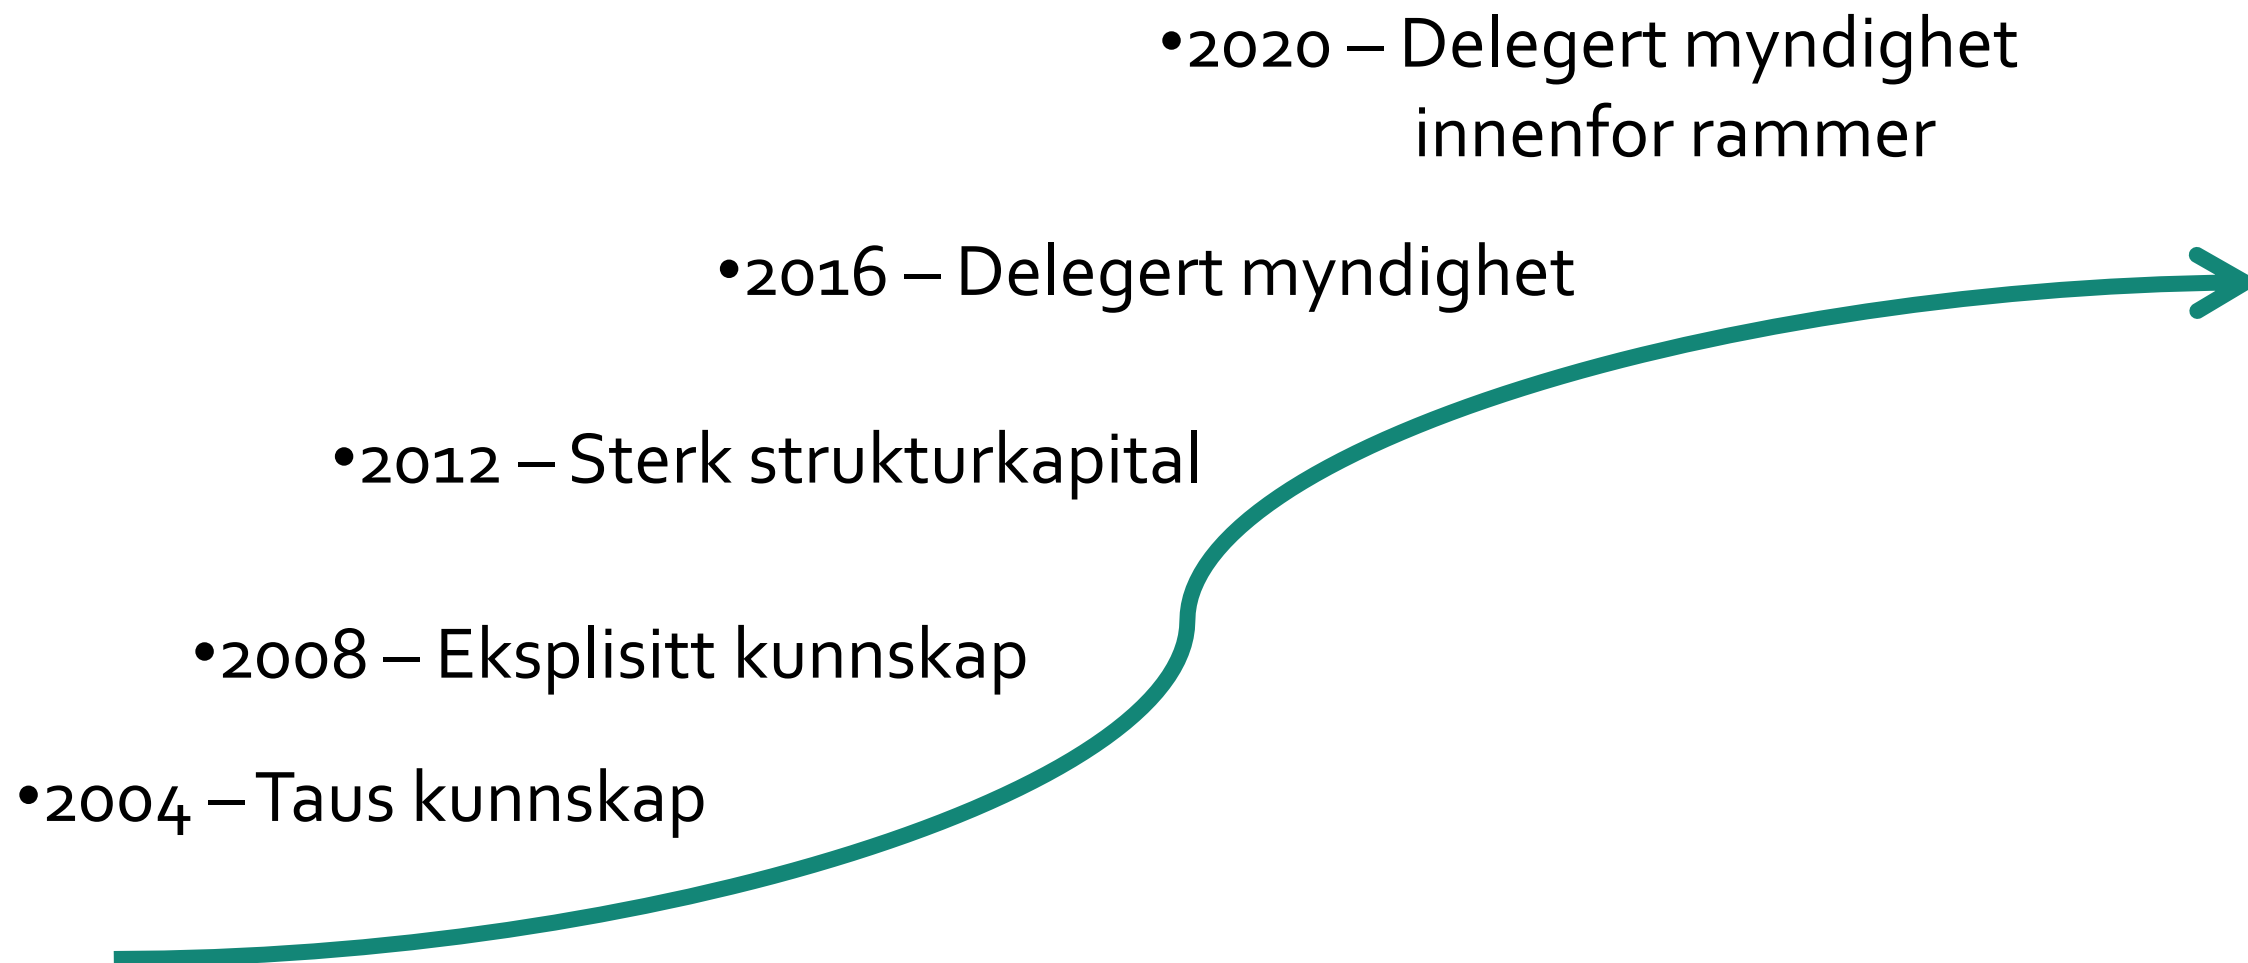 •2020 – Delegert myndighet
innenfor rammer
•2016 – Delegert myndighet
•2012 – Sterk strukturkapital
•2008 – Eksplisitt kunnskap
•2004 – Taus kunnskap